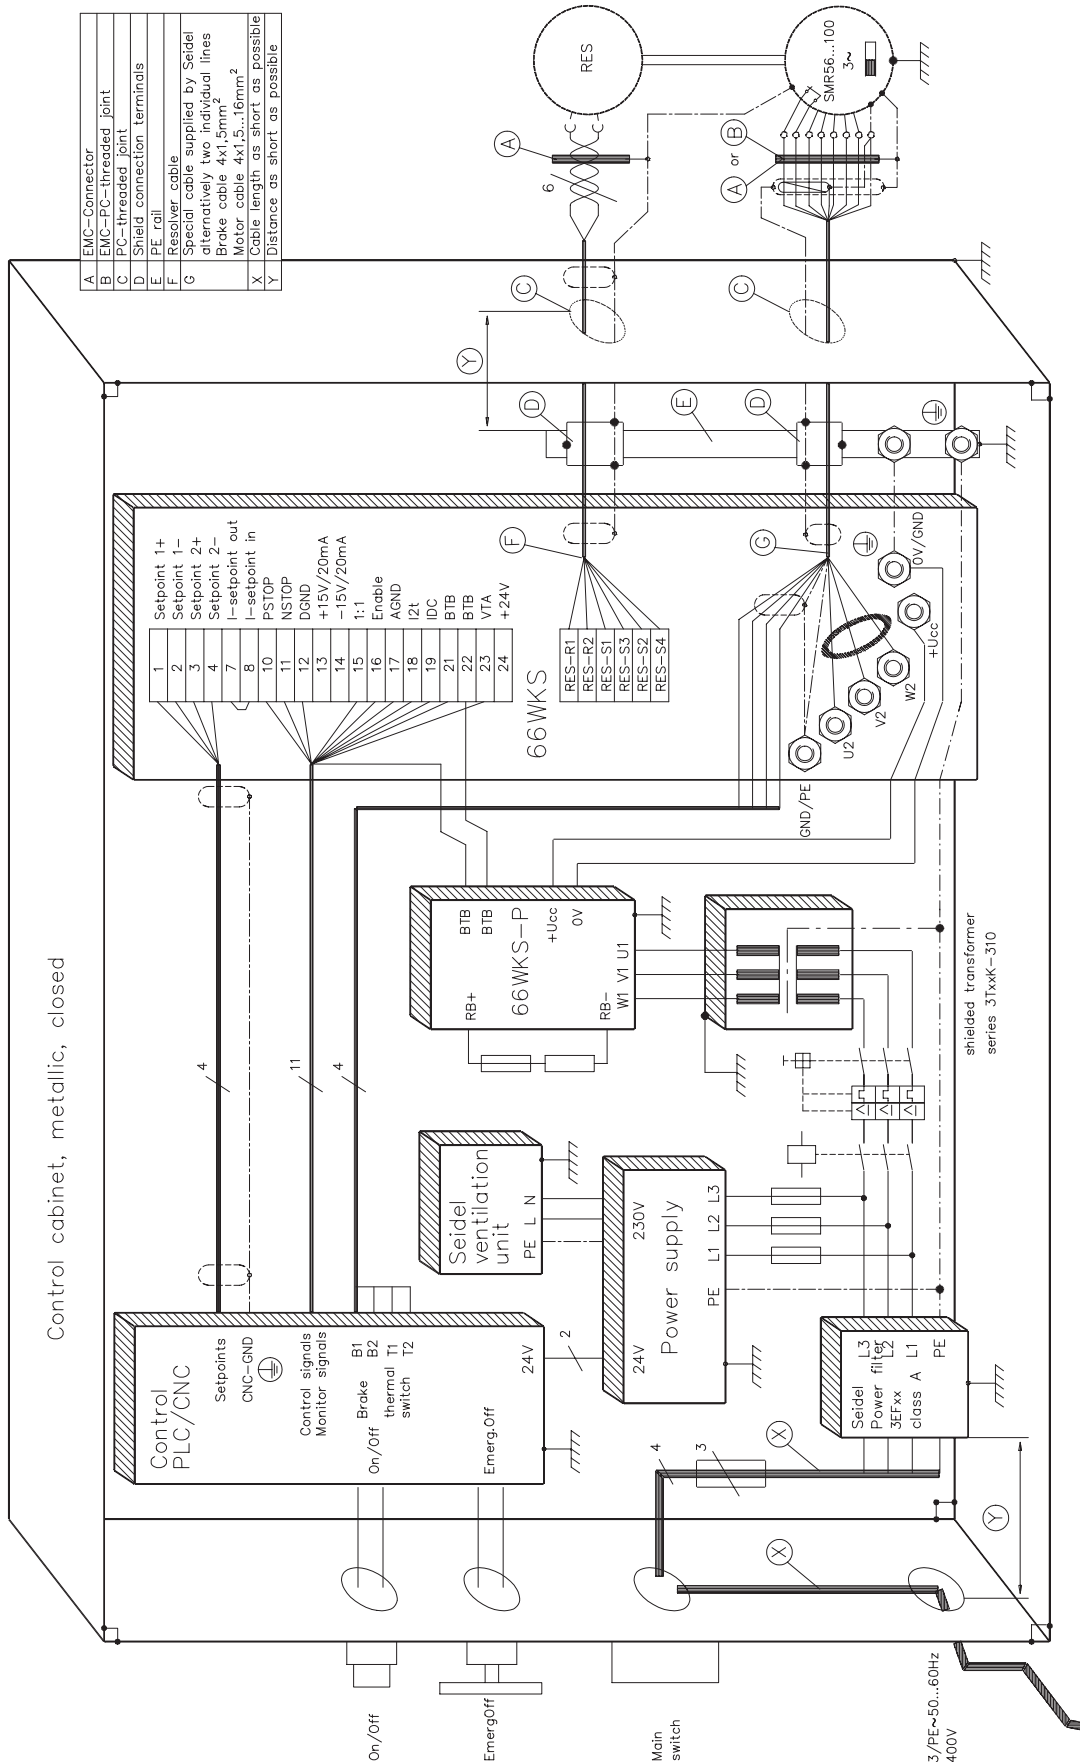 Control cabinet, metallic, closed
A EMC-Connector
B EMC-PC-threaded joint
C PC-threaded joint
D Shield connection terminals
E PE rail
F Resolver cable
G Special cable supplied by Seidel
alternatively two individual lines
Brake cable 4x1,5mm²
Motor cable 4x1,5...16mm²
X Cable length as short as possible
Y Distance as short as possible
Control
PLC/CNC
Setpoints
CNC-GND
Control signals
Monitor signals
On/Off
Brake
B1
B2
thermal
switch
T1
T2
Emerg.Off
24V
4
11
4
2
1 Setpoint 1+
2 Setpoint 1-
3 Setpoint 2+
4 Setpoint 2-
7 I-setpoint out
8 I-setpoint in
10 PSTOP
11 NSTOP
12 DGND
13 +15V/20mA
14 -15V/20mA
15 1:1
16 Enable
17 AGND
18 I2t
19 IDC
21 BTB
22 BTB
23 VTA
24 +24V
66WKS
RES-R1
RES-R2
RES-S1
RES-S3
RES-S2
RES-S4
F
G
GND/PE
U2
V2
W2
+Ucc
0V/GND
Y
D
E
D
C
C
A
6
RES
A or B
SMR56...100
3~
Seidel
ventilation
unit
PE L N
230V
24V
Power supply
PE L1 L2 L3
66WKS-P
BTB
BTB
+Ucc
0V
RB+
RB-
W1 V1 U1
shielded transformer
series 3TxxK-310
Seidel
Power filter
3EFxx
class A
L3
L2
L1
PE
4
3
X
X
Y
On/Off
EmergOff
Main
switch
3/PE~50...60Hz
400V